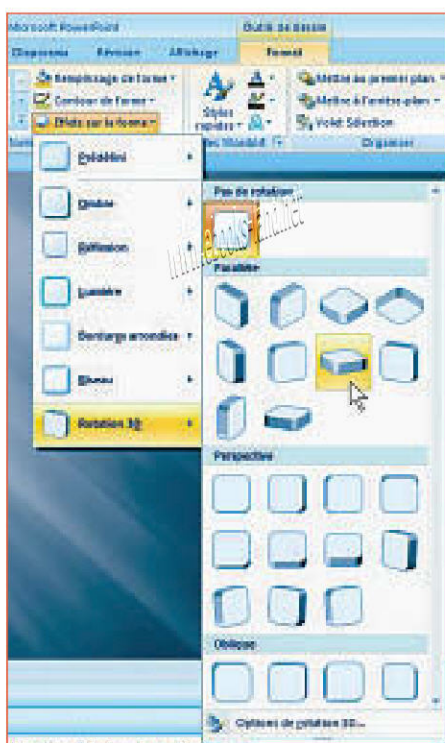 Microsoft PowerPoint Outils de dessin
Diaporama Révision Affichage Format
Remplissage de forme
Contour de forme
Effets sur la forme
Styles
rapides
Mettre au premier plan
Mettre à l'arrière-plan
Volet Sélection
Standard Organiser
Prédéfini
Ombre
Réflexion
Lumière
Bordures arrondies
Biseau
Rotation 3D
Pas de rotation
Parallèle
Perspective
Oblique
Options de rotation 3D...